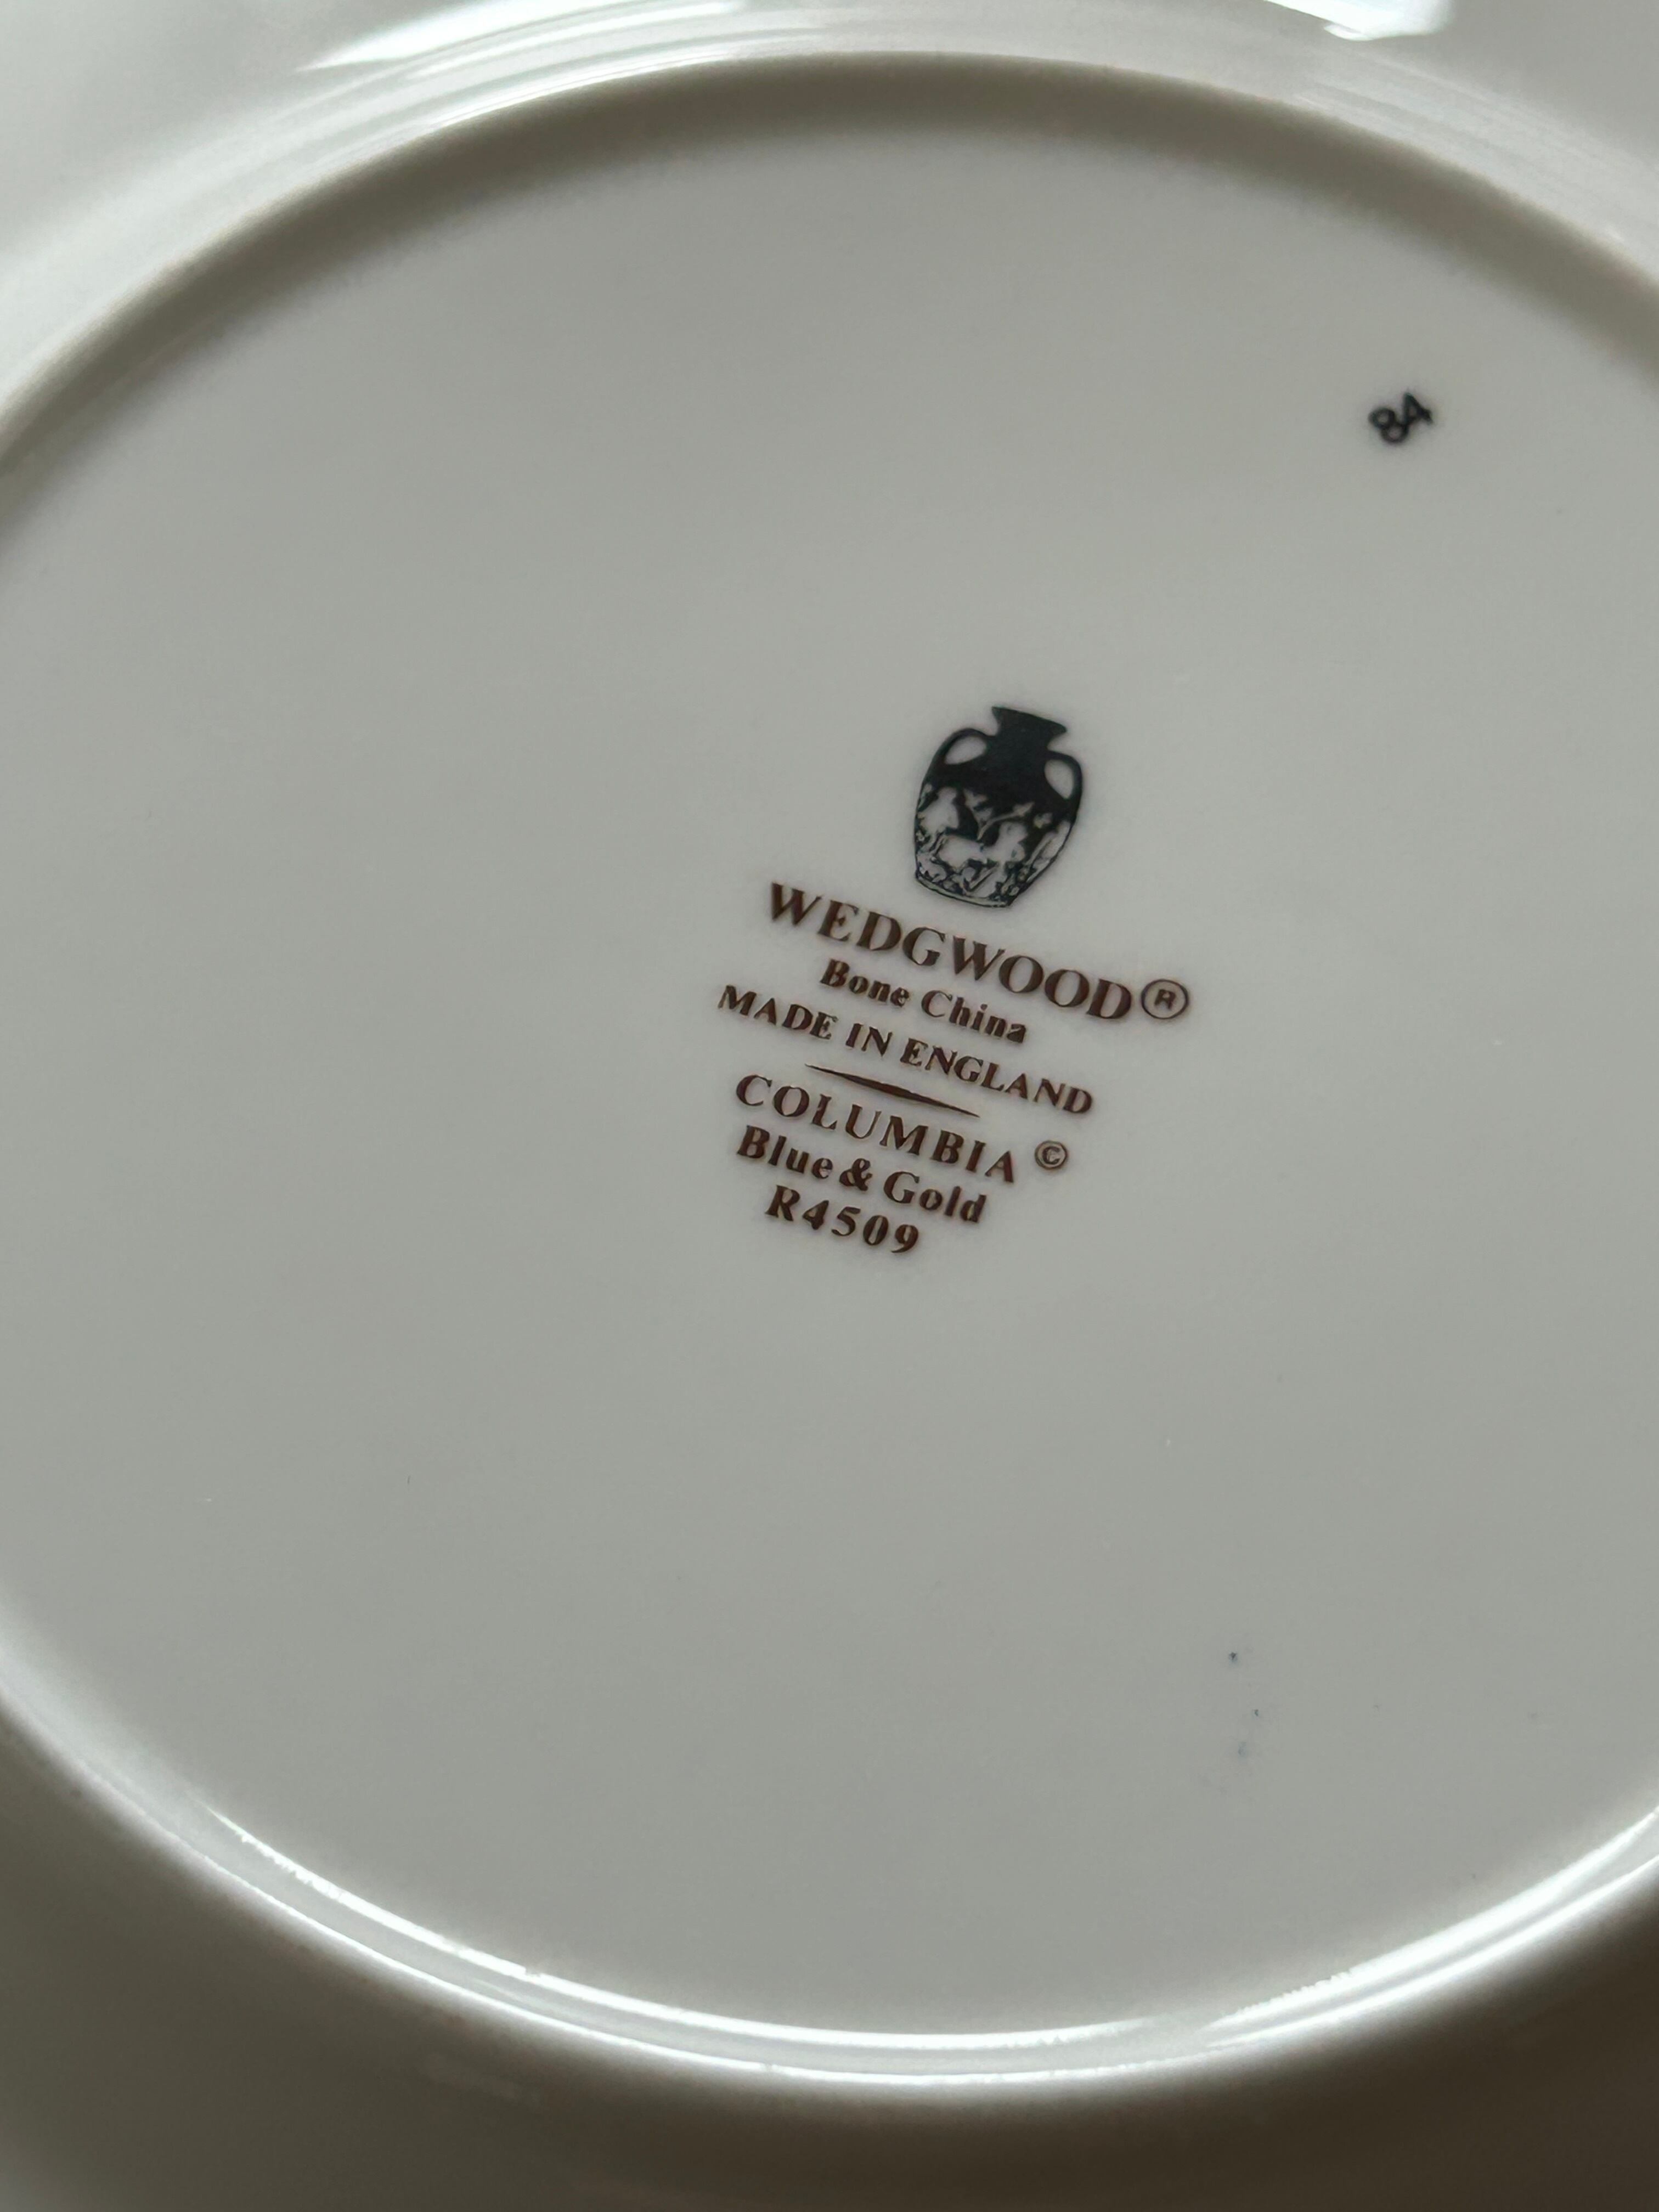 84
WEDGWOOD®
Bone China
MADE IN ENGLAND
COLUMBIA ©
Blue & Gold
R4509